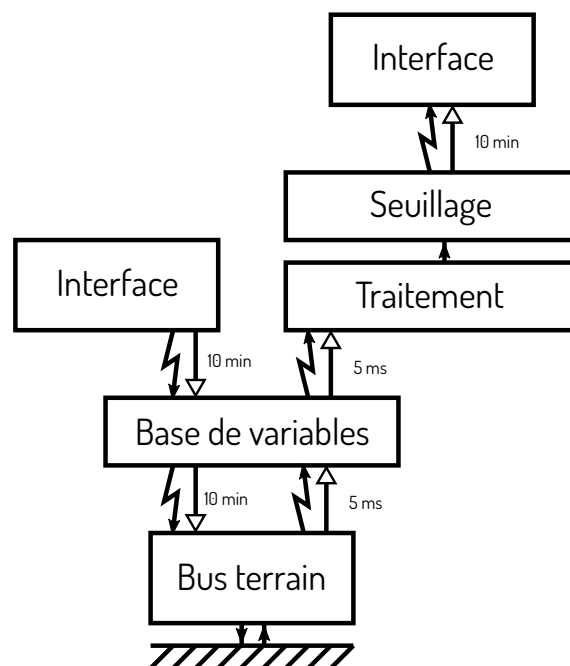 Interface
10 min
Seuillage
Interface
Traitement
10 min
5 ms
Base de variables
10 min
5 ms
Bus terrain